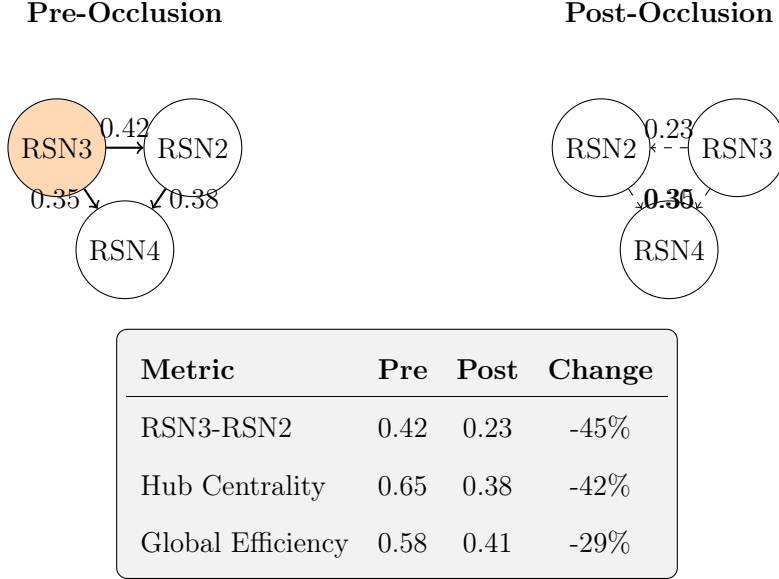 Pre-Occlusion
Post-Occlusion
RSN3
0.42
RSN2
0.35
0.38
RSN4
RSN2
0.23
RSN3
RSN4
Metric Pre Post Change
RSN3-RSN2 0.42 0.23 -45%
Hub Centrality 0.65 0.38 -42%
Global Efficiency 0.58 0.41 -29%